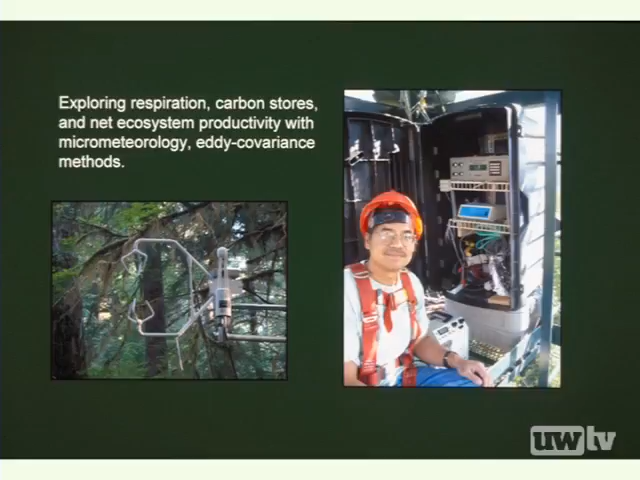 Exploring respiration, carbon stores,
and net ecosystem productivity with
micrometeorology, eddy-covariance
methods.
uwtv